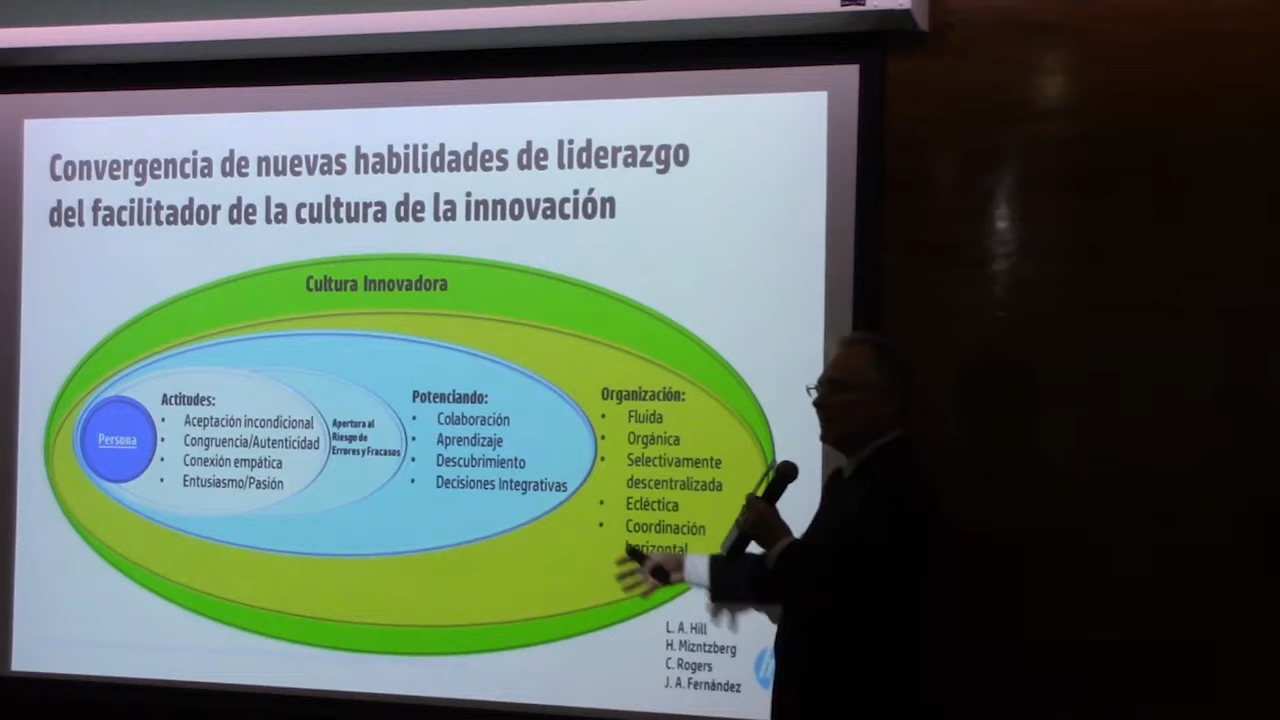 Convergencia de nuevas habilidades de liderazgo
del facilitador de la cultura de la innovación
Cultura Innovadora
Persona
Actitudes:
• Aceptación incondicional
• Congruencia/Autenticidad
• Conexión empática
• Entusiasmo/Pasión
Apertura al
Riesgo de
Errores y Fracasos
Potenciando:
• Colaboración
• Aprendizaje
• Descubrimiento
• Decisiones Integrativas
Organización:
• Fluida
• Orgánica
• Selectivamente
descentralizada
• Ecléctica
• Coordinación
horizontal
L. A. Hill
H. Mizntzberg
C. Rogers
J. A. Fernández